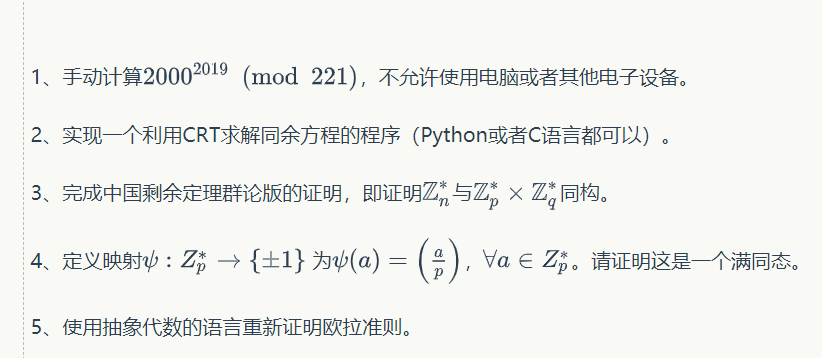 1、手动计算$2000^{2019} \pmod{221}$，不允许使用电脑或者其他电子设备。
2、实现一个利用CRT求解同余方程的程序（Python或者C语言都可以）。
3、完成中国剩余定理群论版的证明，即证明$\mathbb{Z}_n^*$与$\mathbb{Z}_p^* \times \mathbb{Z}_q^*$同构。
4、定义映射$\psi : Z_p^* \to \{\pm 1\}$ 为$\psi(a) = \left(\frac{a}{p}\right)$，$\forall a \in Z_p^*$。请证明这是一个满同态。
5、使用抽象代数的语言重新证明欧拉准则。